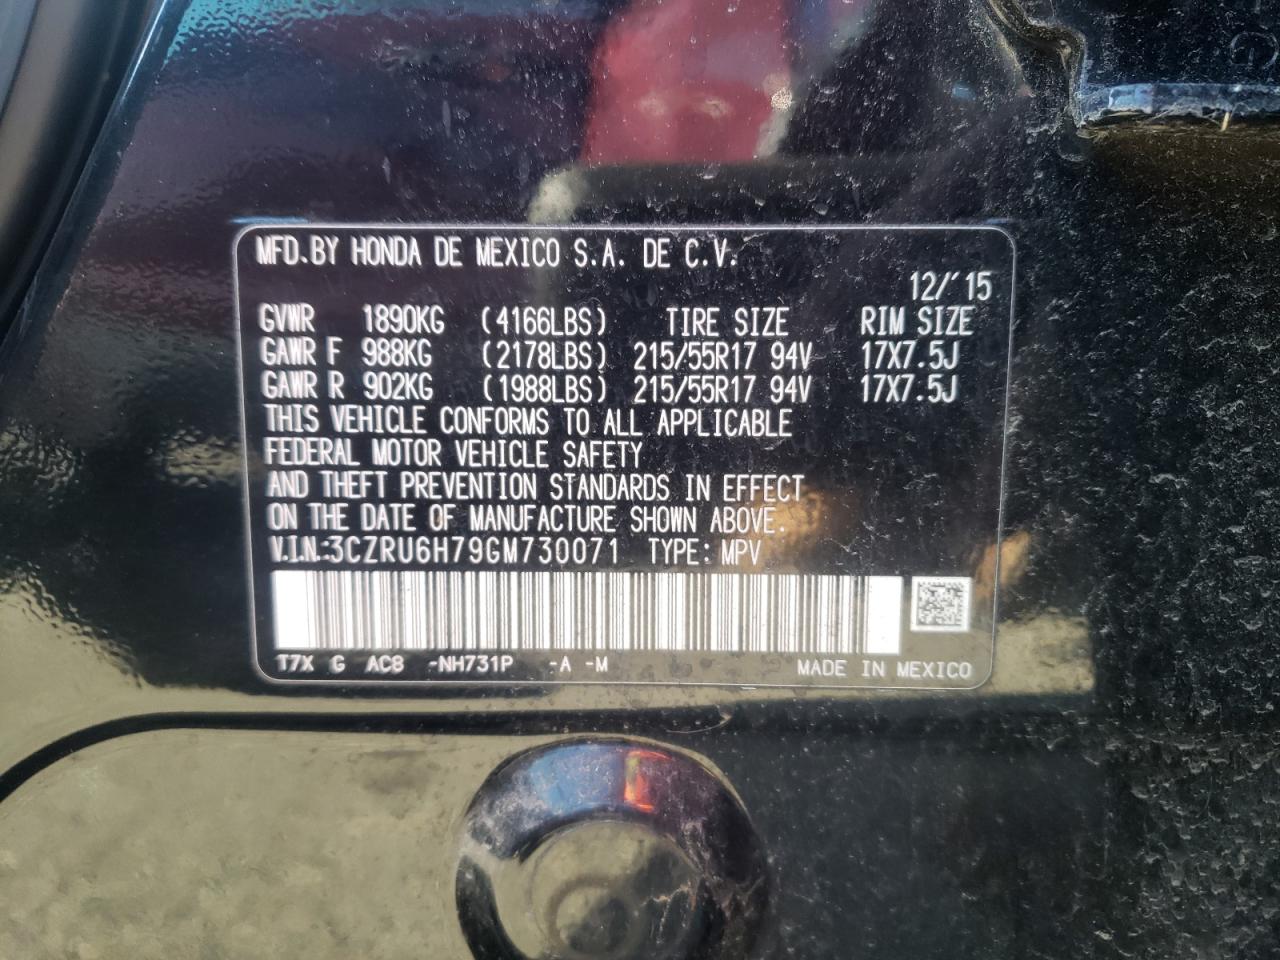 MFD.BY HONDA DE MEXICO S.A. DE C.V.
12/'15
GVWR 1890KG (4166LBS) TIRE SIZE RIM SIZE
GAWR F 988KG (2178LBS) 215/55R17 94V 17X7.5J
GAWR R 902KG (1988LBS) 215/55R17 94V 17X7.5J
THIS VEHICLE CONFORMS TO ALL APPLICABLE
FEDERAL MOTOR VEHICLE SAFETY
AND THEFT PREVENTION STANDARDS IN EFFECT
ON THE DATE OF MANUFACTURE SHOWN ABOVE.
V.I.N.:3CZRU6H79GM730071 TYPE: MPV
T7X G AC8 -NH731P -A -M MADE IN MEXICO